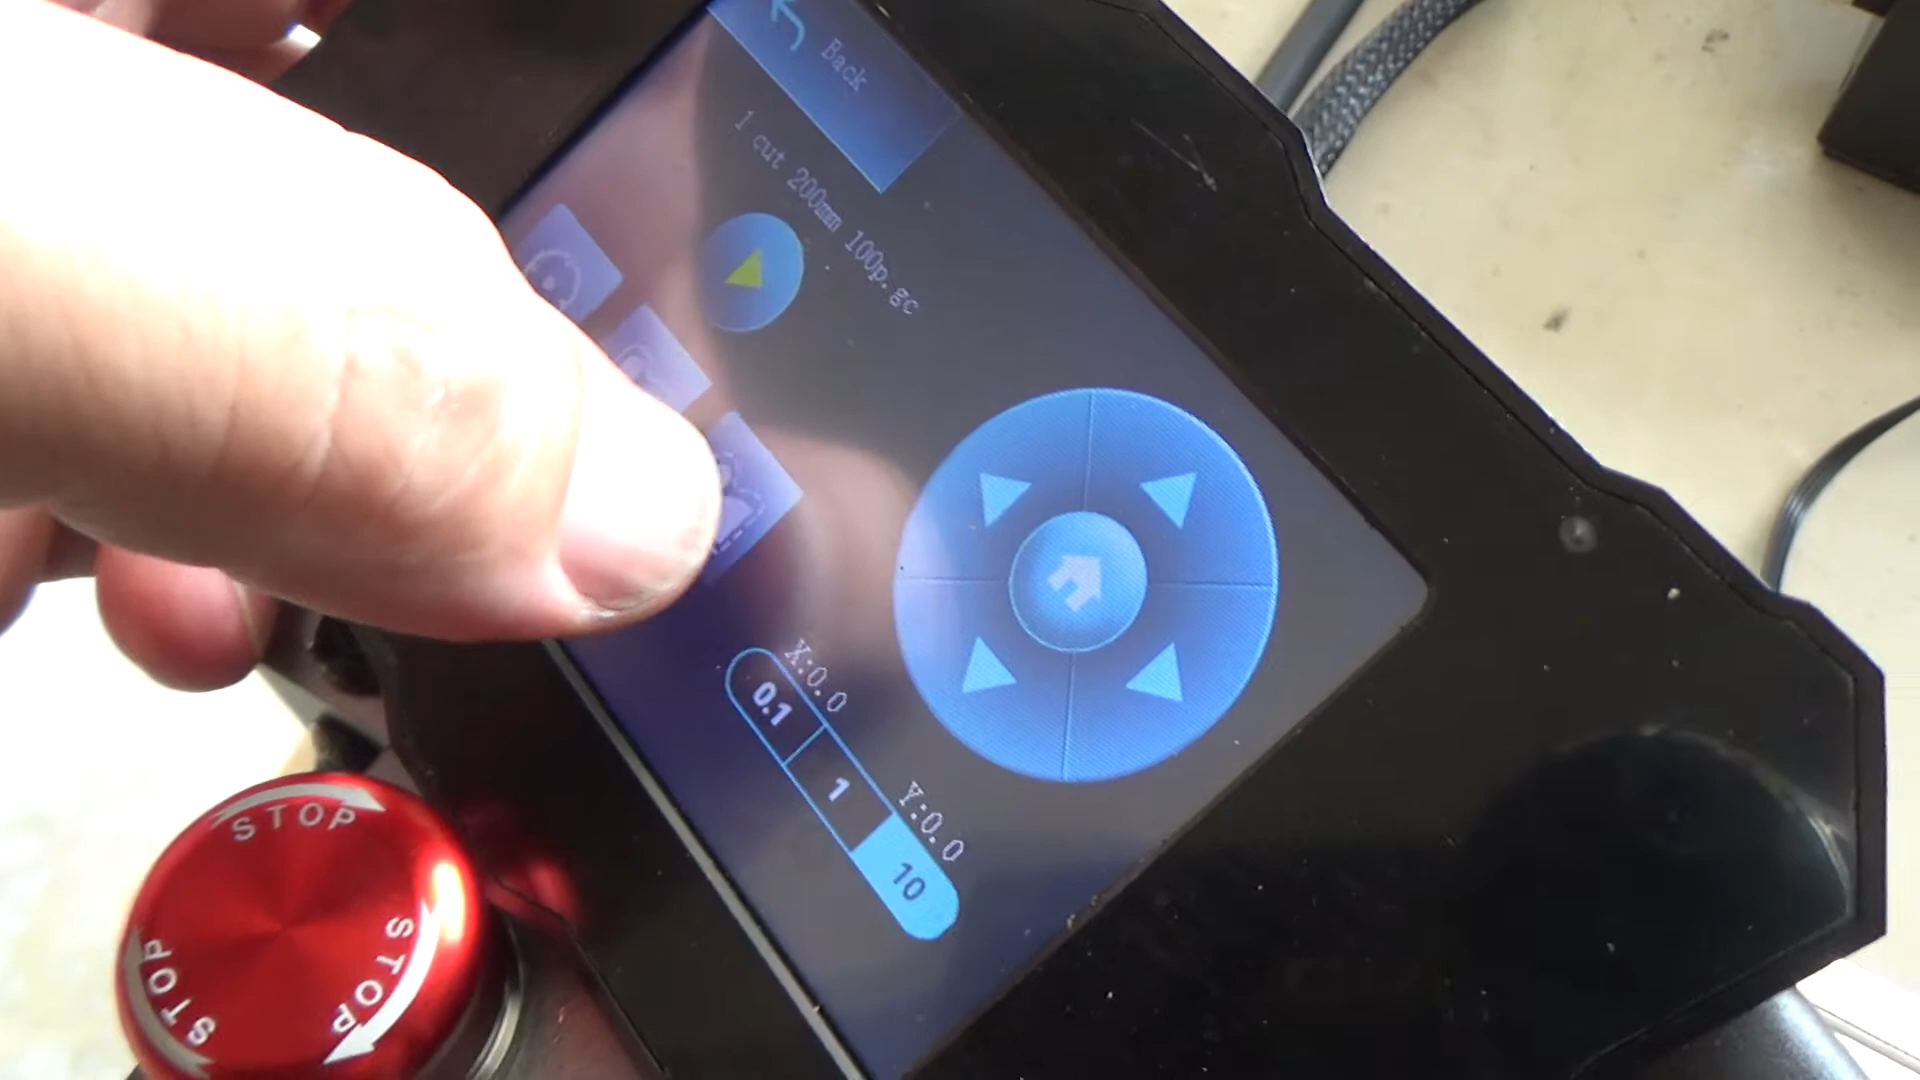 Back
1 cut 200mm 100p.gc
X:0.0
Y:0.0
0.1
1
10
STOP
STOP
STOP